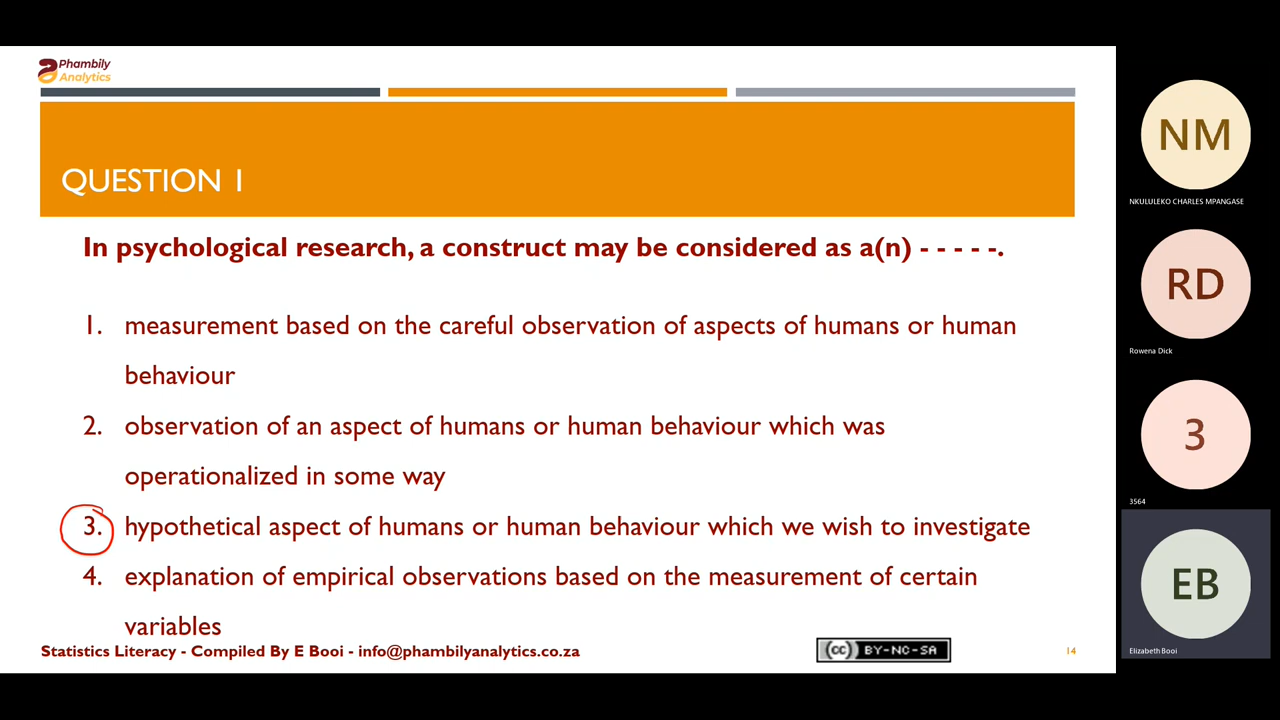 Phambily
Analytics
QUESTION 1
In psychological research, a construct may be considered as a(n) - - - - -.
1. measurement based on the careful observation of aspects of humans or human
behaviour
2. observation of an aspect of humans or human behaviour which was
operationalized in some way
3. hypothetical aspect of humans or human behaviour which we wish to investigate
4. explanation of empirical observations based on the measurement of certain
variables
Statistics Literacy - Compiled By E Booi - info@phambilyanalytics.co.za
cc BY-NC-SA
14
NM
NKULULEKO CHARLES MPANGASE
RD
Rowena Dick
3
3564
EB
Elizabeth Booi